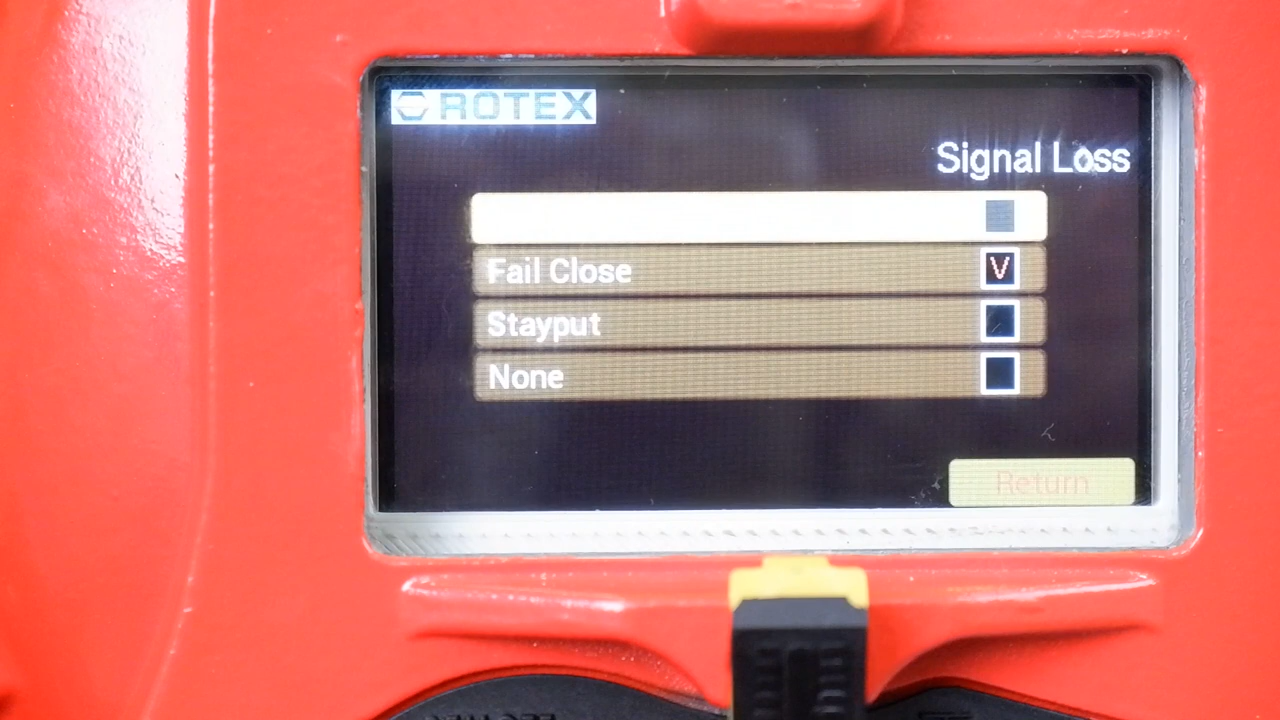 ROTEX
Signal Loss
Fail Close
V
Stayput
None
Return